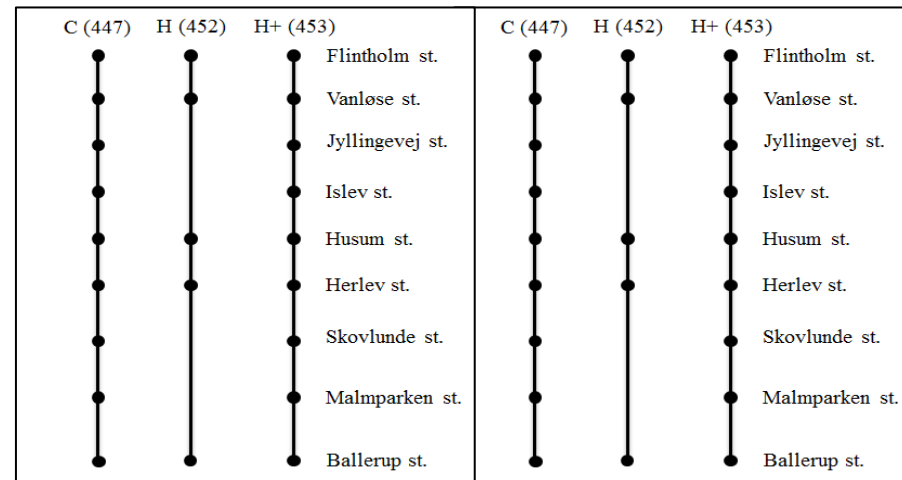 C (447) H (452) H+ (453)
Flintholm st.
Vanløse st.
Jyllingevej st.
Islev st.
Husum st.
Herlev st.
Skovlunde st.
Malmparken st.
Ballerup st.
C (447) H (452) H+ (453)
Flintholm st.
Vanløse st.
Jyllingevej st.
Islev st.
Husum st.
Herlev st.
Skovlunde st.
Malmparken st.
Ballerup st.